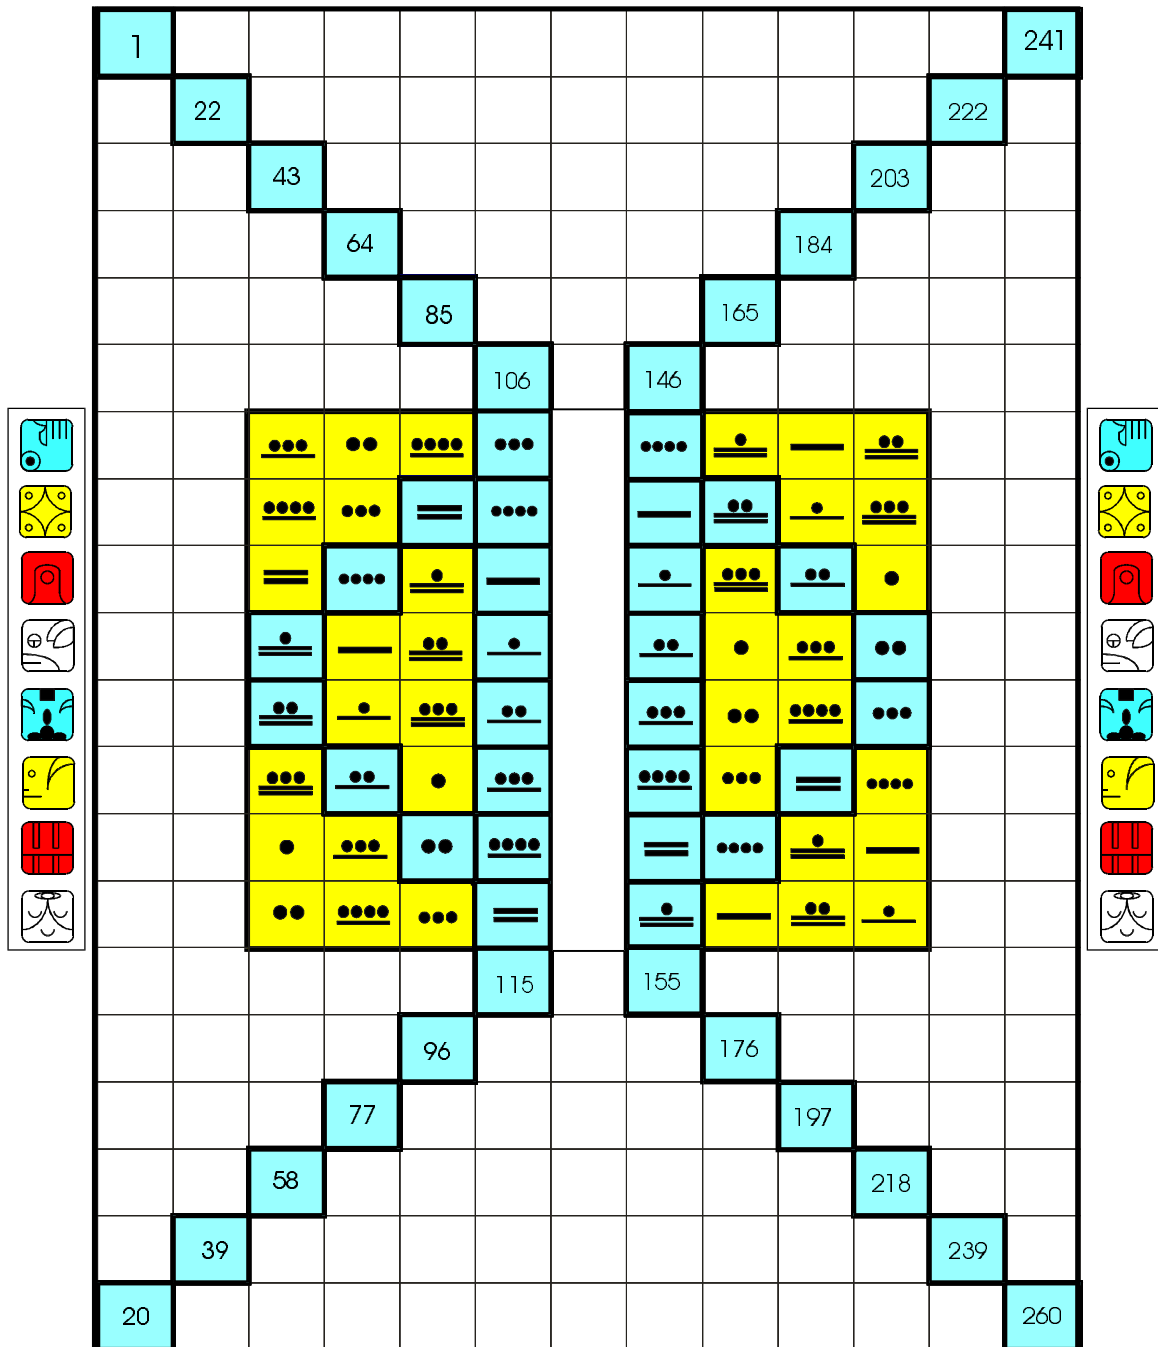 1 241
22 222
43 203
64 184
85 165
106 146
𝋨 𝋢 𝋩 𝋣 𝋤 𝋫 𝋥 𝋬
𝋩 𝋣 𝋪 𝋤 𝋥 𝋬 𝋦 𝋭
𝋪 𝋤 𝋫 𝋥 𝋦 𝋭 𝋧 𝋡
𝋫 𝋥 𝋬 𝋦 𝋧 𝋡 𝋨 𝋢
𝋬 𝋦 𝋭 𝋧 𝋨 𝋢 𝋩 𝋣
𝋭 𝋧 𝋡 𝋨 𝋩 𝋣 𝋪 𝋤
𝋡 𝋨 𝋢 𝋩 𝋪 𝋤 𝋫 𝋥
𝋢 𝋩 𝋣 𝋪 𝋫 𝋥 𝋬 𝋦
115 155
96 176
77 197
58 218
39 239
20 260